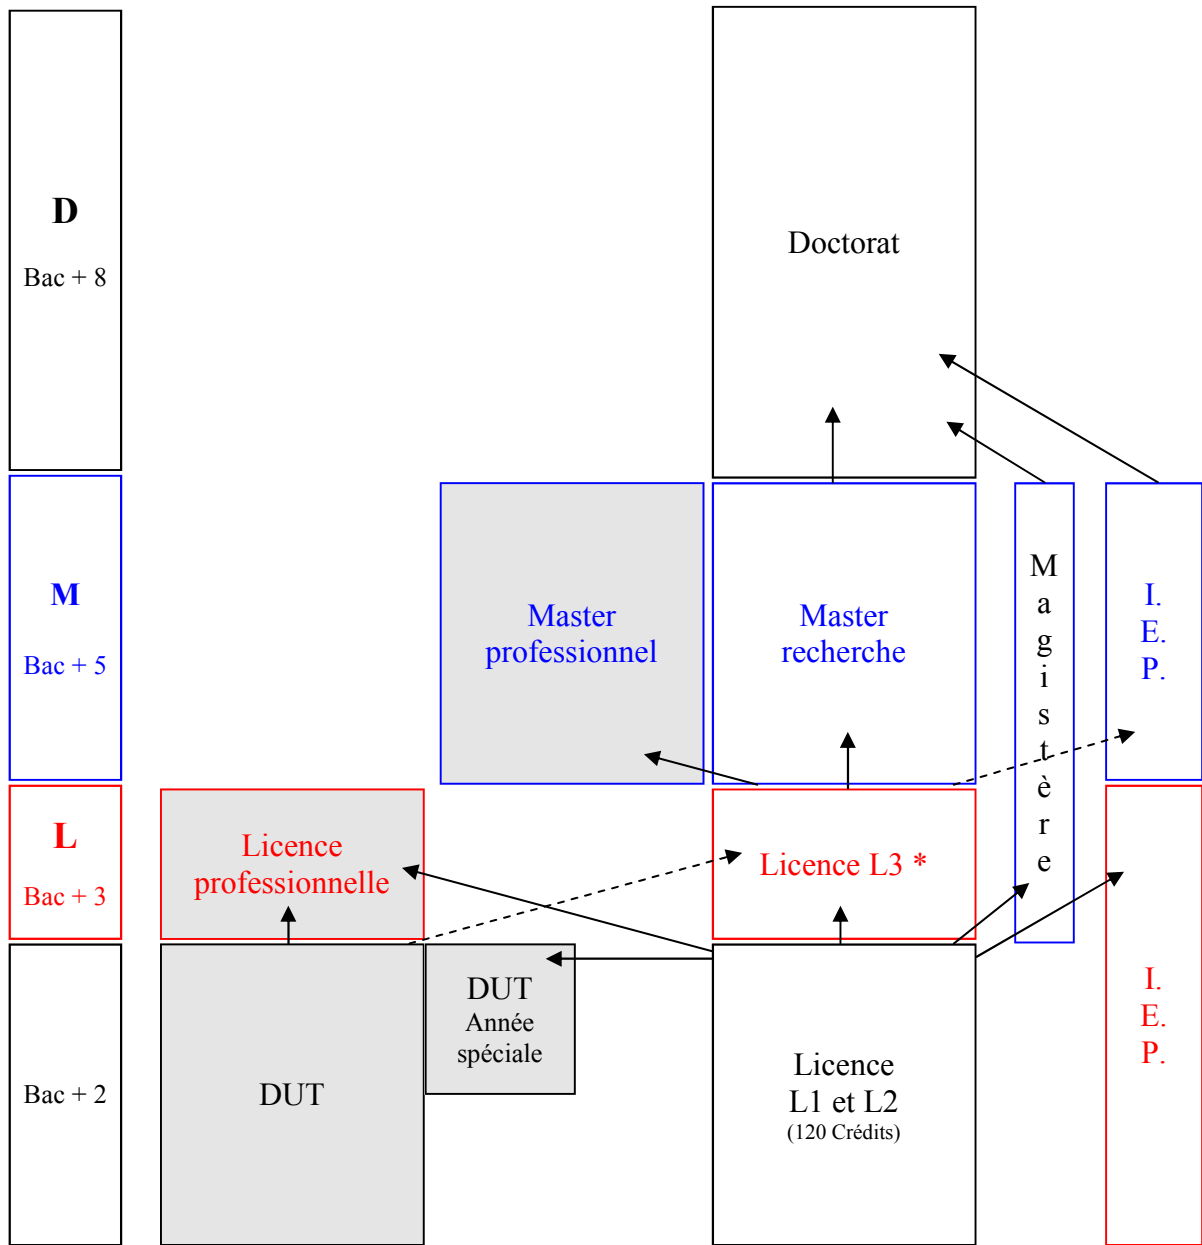 D
Bac + 8
Doctorat
M
Bac + 5
Master
professionnel
Master
recherche
M
a
g
i
s
t
è
r
e
I.
E.
P.
L
Bac + 3
Licence
professionnelle
Licence L3 *
Bac + 2
DUT
DUT
Année
spéciale
Licence
L1 et L2
(120 Crédits)
I.
E.
P.